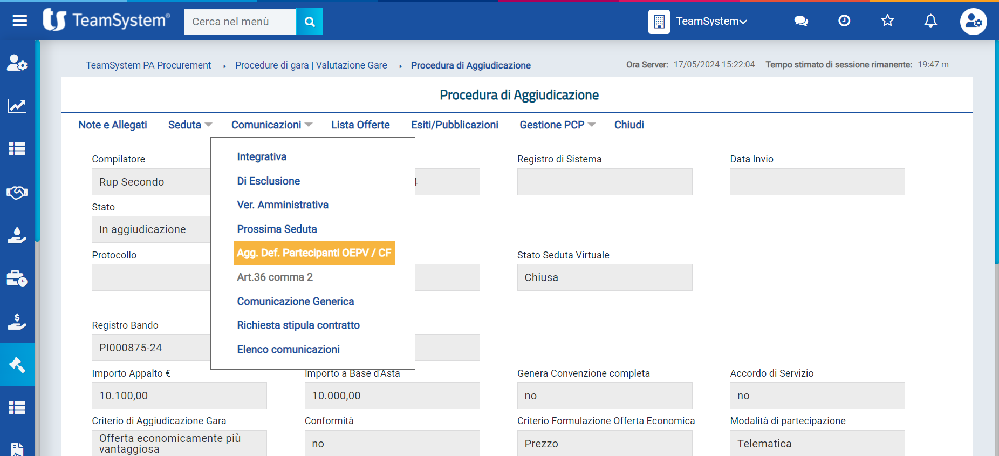 TeamSystem®
Cerca nel menù
TeamSystem
TeamSystem PA Procurement
Procedure di gara | Valutazione Gare
Procedura di Aggiudicazione
Ora Server: 17/05/2024 15:22:04
Tempo stimato di sessione rimanente: 19:47 m
Procedura di Aggiudicazione
Note e Allegati
Seduta
Comunicazioni
Lista Offerte
Esiti/Pubblicazioni
Gestione PCP
Chiudi
Integrativa
Di Esclusione
Ver. Amministrativa
Prossima Seduta
Agg. Def. Partecipanti OEPV / CF
Art.36 comma 2
Comunicazione Generica
Richiesta stipula contratto
Elenco comunicazioni
Compilatore
Rup Secondo
Registro di Sistema
Data Invio
Stato
In aggiudicazione
Protocollo
Stato Seduta Virtuale
Chiusa
Registro Bando
PI000875-24
Importo Appalto €
10.100,00
Importo a Base d'Asta
10.000,00
Genera Convenzione completa
no
Accordo di Servizio
no
Criterio di Aggiudicazione Gara
Offerta economicamente più
vantaggiosa
Conformità
no
Criterio Formulazione Offerta Economica
Prezzo
Modalità di partecipazione
Telematica